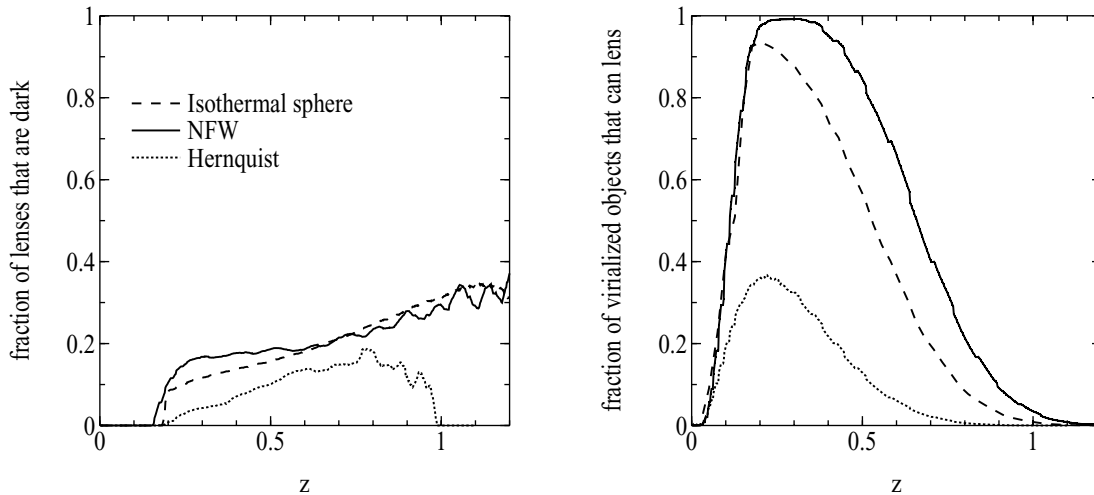 fraction of lenses that are dark
1
0.8
0.6
0.4
0.2
0
Isothermal sphere
NFW
Hernquist
0
0.5
1
z
fraction of virialized objects that can lens
1
0.8
0.6
0.4
0.2
0
0
0.5
1
z